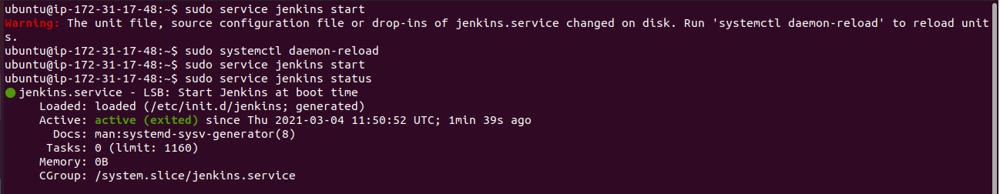 ubuntu@ip-172-31-17-48:~$ sudo service jenkins start
Warning: The unit file, source configuration file or drop-ins of jenkins.service changed on disk. Run 'systemctl daemon-reload' to reload unit
s.
ubuntu@ip-172-31-17-48:~$ sudo systemctl daemon-reload
ubuntu@ip-172-31-17-48:~$ sudo service jenkins start
ubuntu@ip-172-31-17-48:~$ sudo service jenkins status
● jenkins.service - LSB: Start Jenkins at boot time
     Loaded: loaded (/etc/init.d/jenkins; generated)
     Active: active (exited) since Thu 2021-03-04 11:50:52 UTC; 1min 39s ago
       Docs: man:systemd-sysv-generator(8)
      Tasks: 0 (limit: 1160)
     Memory: 0B
     CGroup: /system.slice/jenkins.service